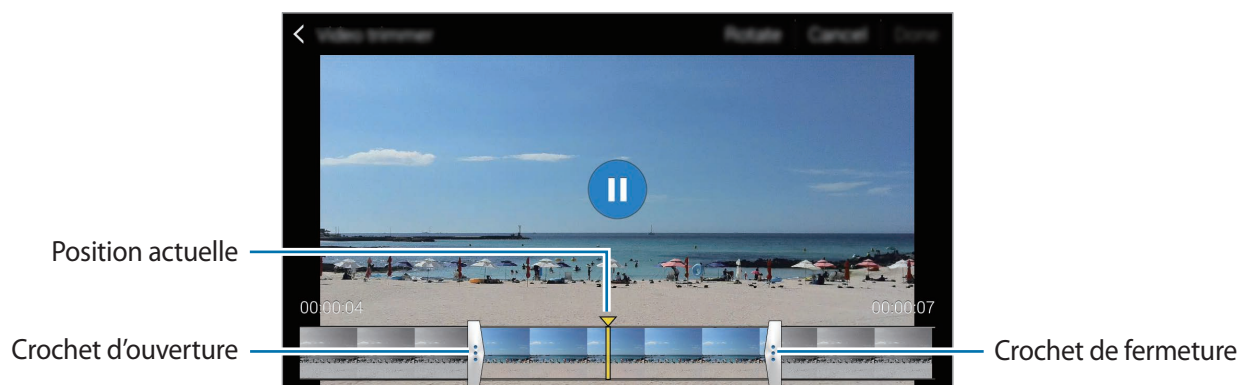 Video trimmer Rotate Cancel Done
Position actuelle
00:00:04 00:00:07
Crochet d'ouverture
Crochet de fermeture